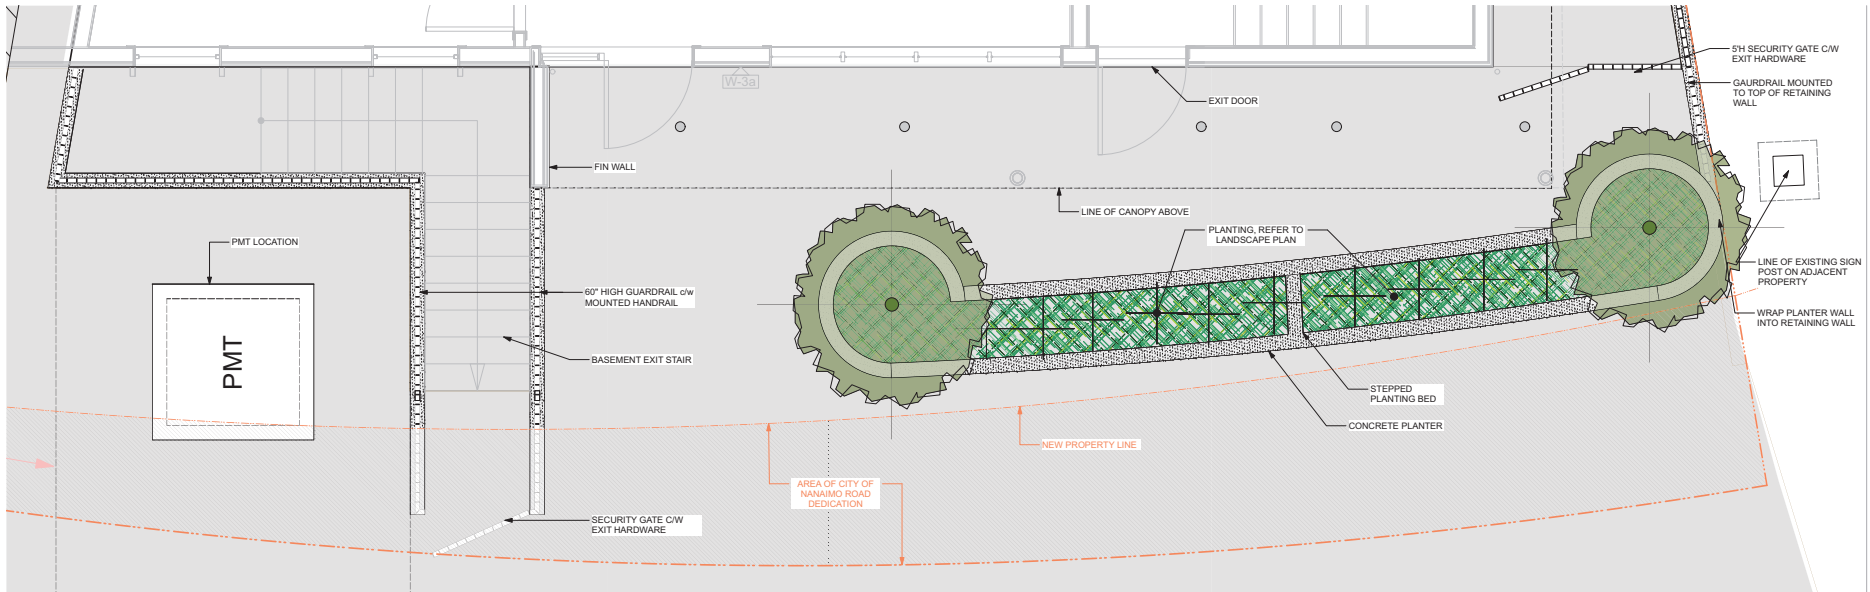 5'H SECURITY GATE C/W
EXIT HARDWARE
GAURDRAIL MOUNTED
TO TOP OF RETAINING
WALL
W-3a
EXIT DOOR
FIN WALL
LINE OF CANOPY ABOVE
PMT LOCATION
PLANTING, REFER TO
LANDSCAPE PLAN
LINE OF EXISTING SIGN
POST ON ADJACENT
PROPERTY
60" HIGH GUARDRAIL c/w
MOUNTED HANDRAIL
WRAP PLANTER WALL
INTO RETAINING WALL
PMT
BASEMENT EXIT STAIR
STEPPED
PLANTING BED
CONCRETE PLANTER
NEW PROPERTY LINE
AREA OF CITY OF
NANAIMO ROAD
DEDICATION
SECURITY GATE C/W
EXIT HARDWARE